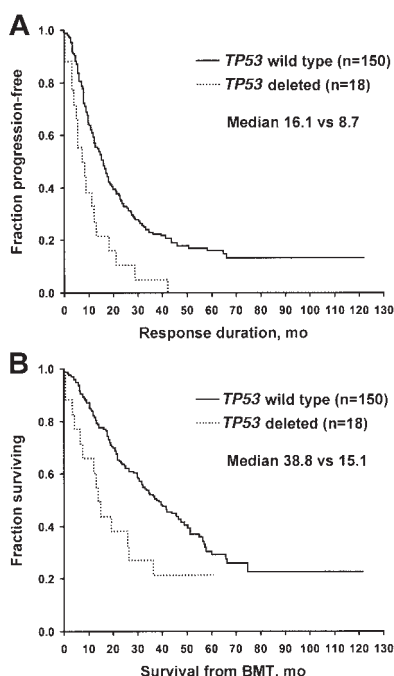 A
1.0
0.8
0.6
0.4
0.2
0.0
Fraction progression-free
TP53 wild type (n=150)
TP53 deleted (n=18)
Median 16.1 vs 8.7
0 10 20 30 40 50 60 70 80 90 100 110 120 130
Response duration, mo
B
1.0
0.8
0.6
0.4
0.2
0.0
Fraction surviving
TP53 wild type (n=150)
TP53 deleted (n=18)
Median 38.8 vs 15.1
0 10 20 30 40 50 60 70 80 90 100 110 120 130
Survival from BMT, mo